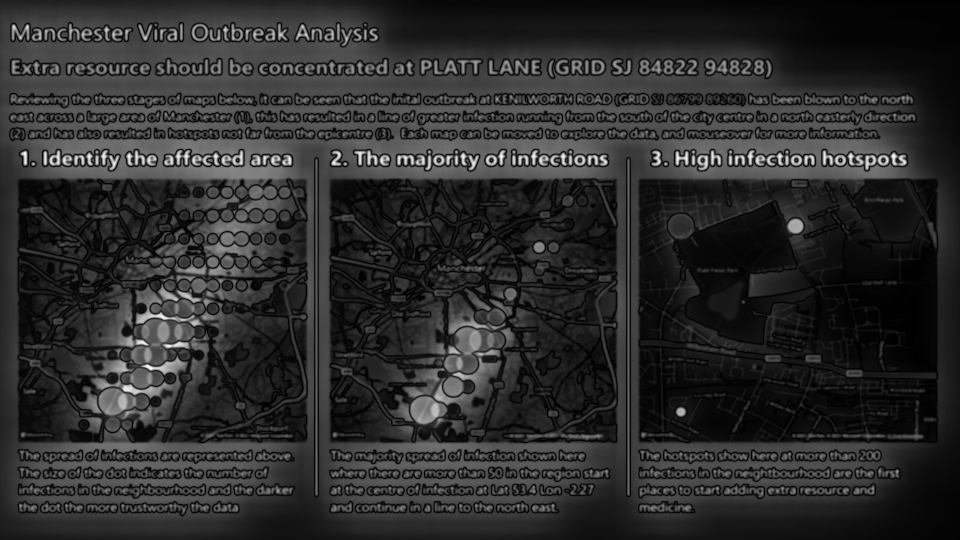 Manchester Viral Outbreak Analysis
Extra resource should be concentrated at PLATT LANE (GRID SJ 84822 94828)
Reviewing the three stages of maps below, it can be seen that the inital outbreak at KENILWORTH ROAD (GRID SJ 86799 89260) has been blown to the north
east across a large area of Manchester (1), this has resulted in a line of greater infection running from the south of the city centre in a north easterly direction
(2) and has also resulted in hotspots not far from the epicentre (3). Each map can be moved to explore the data, and mouseover for more information.
1. Identify the affected area
2. The majority of infections
3. High infection hotspots
Manchester
Manchester
Droylsden
Platt Fields Park
The spread of infections are represented above.
The size of the dot indicates the number of
infections in the neighbourhood and the darker
the dot the more trustworthy the data
The majority spread of infection shown here
where there are more than 50 in the region start
at the centre of infection at Lat 53.4 Lon -2.27
and continue in a line to the north east.
The hotspots show here at more than 200
infections in the neightbourhood are the first
places to start adding extra resource and
medicine.